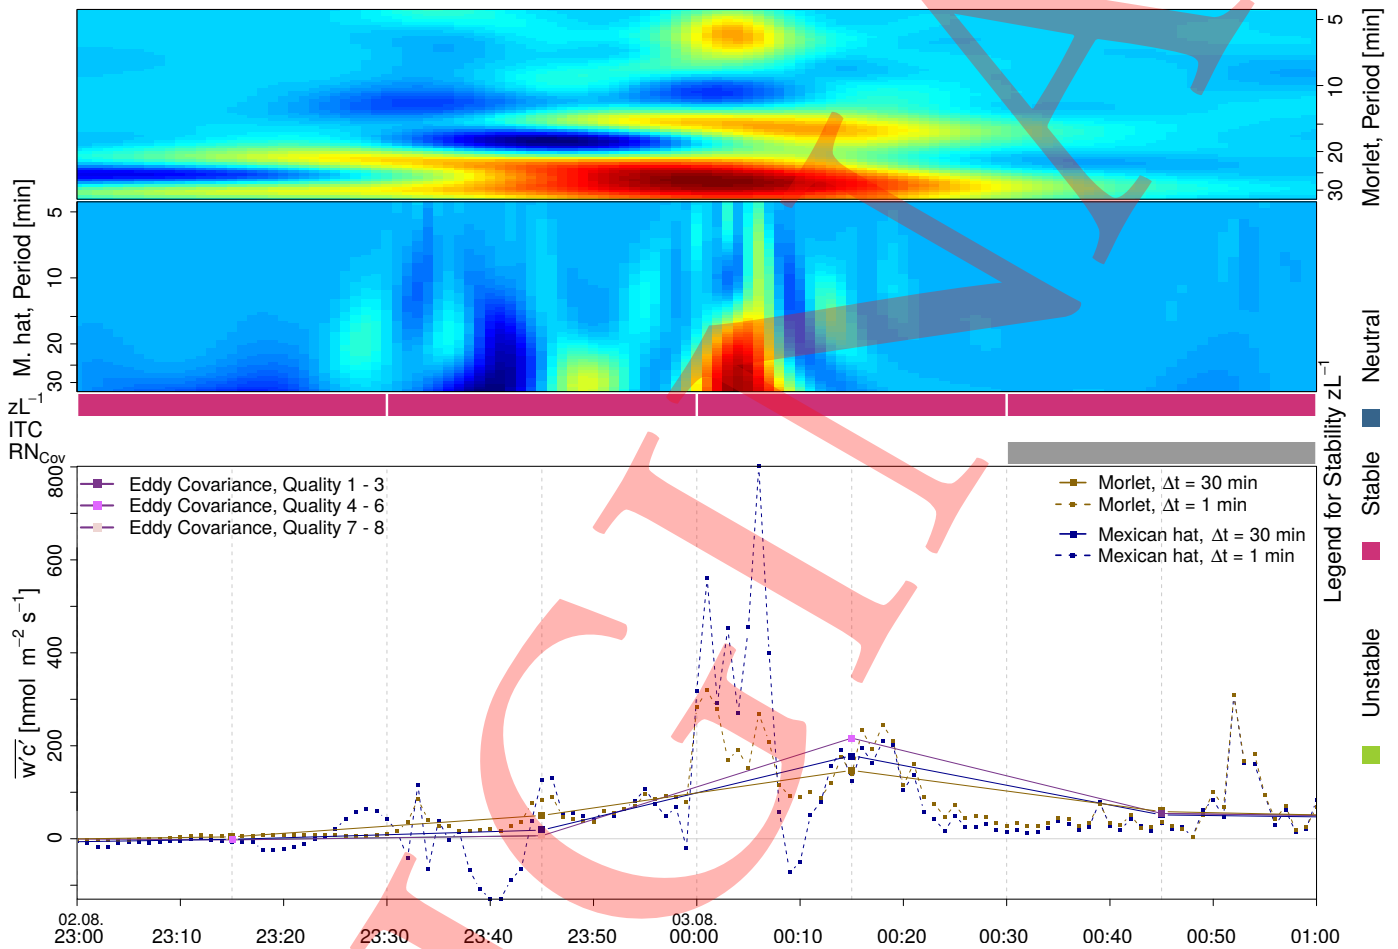 5
10
20
30
Morlet, Period [min]
M. hat, Period [min]
5
10
20
30
zL⁻¹
ITC
RN_Cov
Legend for Stability zL⁻¹
Unstable
Stable
Neutral
Eddy Covariance, Quality 1 - 3
Eddy Covariance, Quality 4 - 6
Eddy Covariance, Quality 7 - 8
Morlet, Δt = 30 min
Morlet, Δt = 1 min
Mexican hat, Δt = 30 min
Mexican hat, Δt = 1 min
w′c′ [nmol m⁻² s⁻¹]
800
600
400
200
0
02.08.
03.08.
23:00 23:10 23:20 23:30 23:40 23:50 00:00 00:10 00:20 00:30 00:40 00:50 01:00